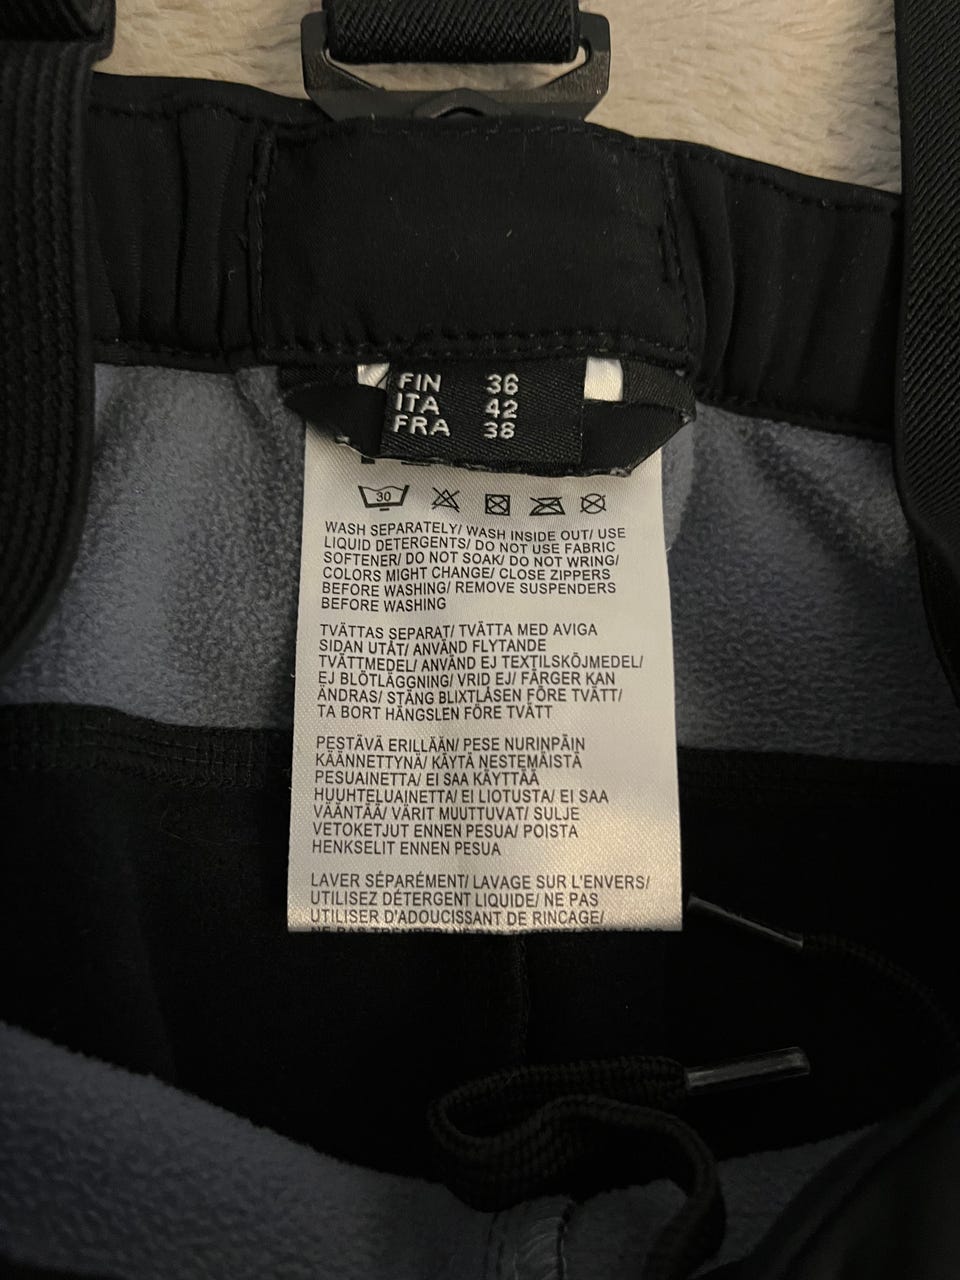 FIN 36
ITA 42
FRA 38
30
WASH SEPARATELY/ WASH INSIDE OUT/ USE
LIQUID DETERGENTS/ DO NOT USE FABRIC
SOFTENER/ DO NOT SOAK/ DO NOT WRING/
COLORS MIGHT CHANGE/ CLOSE ZIPPERS
BEFORE WASHING/ REMOVE SUSPENDERS
BEFORE WASHING
TVÄTTAS SEPARAT/ TVÄTTA MED AVIGA
SIDAN UTÅT/ ANVÄND FLYTANDE
TVÄTTMEDEL/ ANVÄND EJ TEXTILSKÖJMEDEL/
EJ BLÖTLÄGGNING/ VRID EJ/ FÄRGER KAN
ÄNDRAS/ STÄNG BLIXTLÅSEN FÖRE TVÄTT/
TA BORT HÄNGSLEN FÖRE TVÄTT
PESTÄVÄ ERILLÄÄN/ PESE NURINPÄIN
KÄÄNNETTYNÄ/ KÄYTÄ NESTEMÄISTÄ
PESUAINETTA/ EI SAA KÄYTTÄÄ
HUUHTELUAINETTA/ EI LIOTUSTA/ EI SAA
VÄÄNTÄÄ/ VÄRIT MUUTTUVAT/ SULJE
VETOKETJUT ENNEN PESUA/ POISTA
HENKSELIT ENNEN PESUA
LAVER SÉPARÉMENT/ LAVAGE SUR L'ENVERS/
UTILISEZ DÉTERGENT LIQUIDE/ NE PAS
UTILISER D'ADOUCISSANT DE RINCAGE/
NE PAS TREMPER/ NE PAS